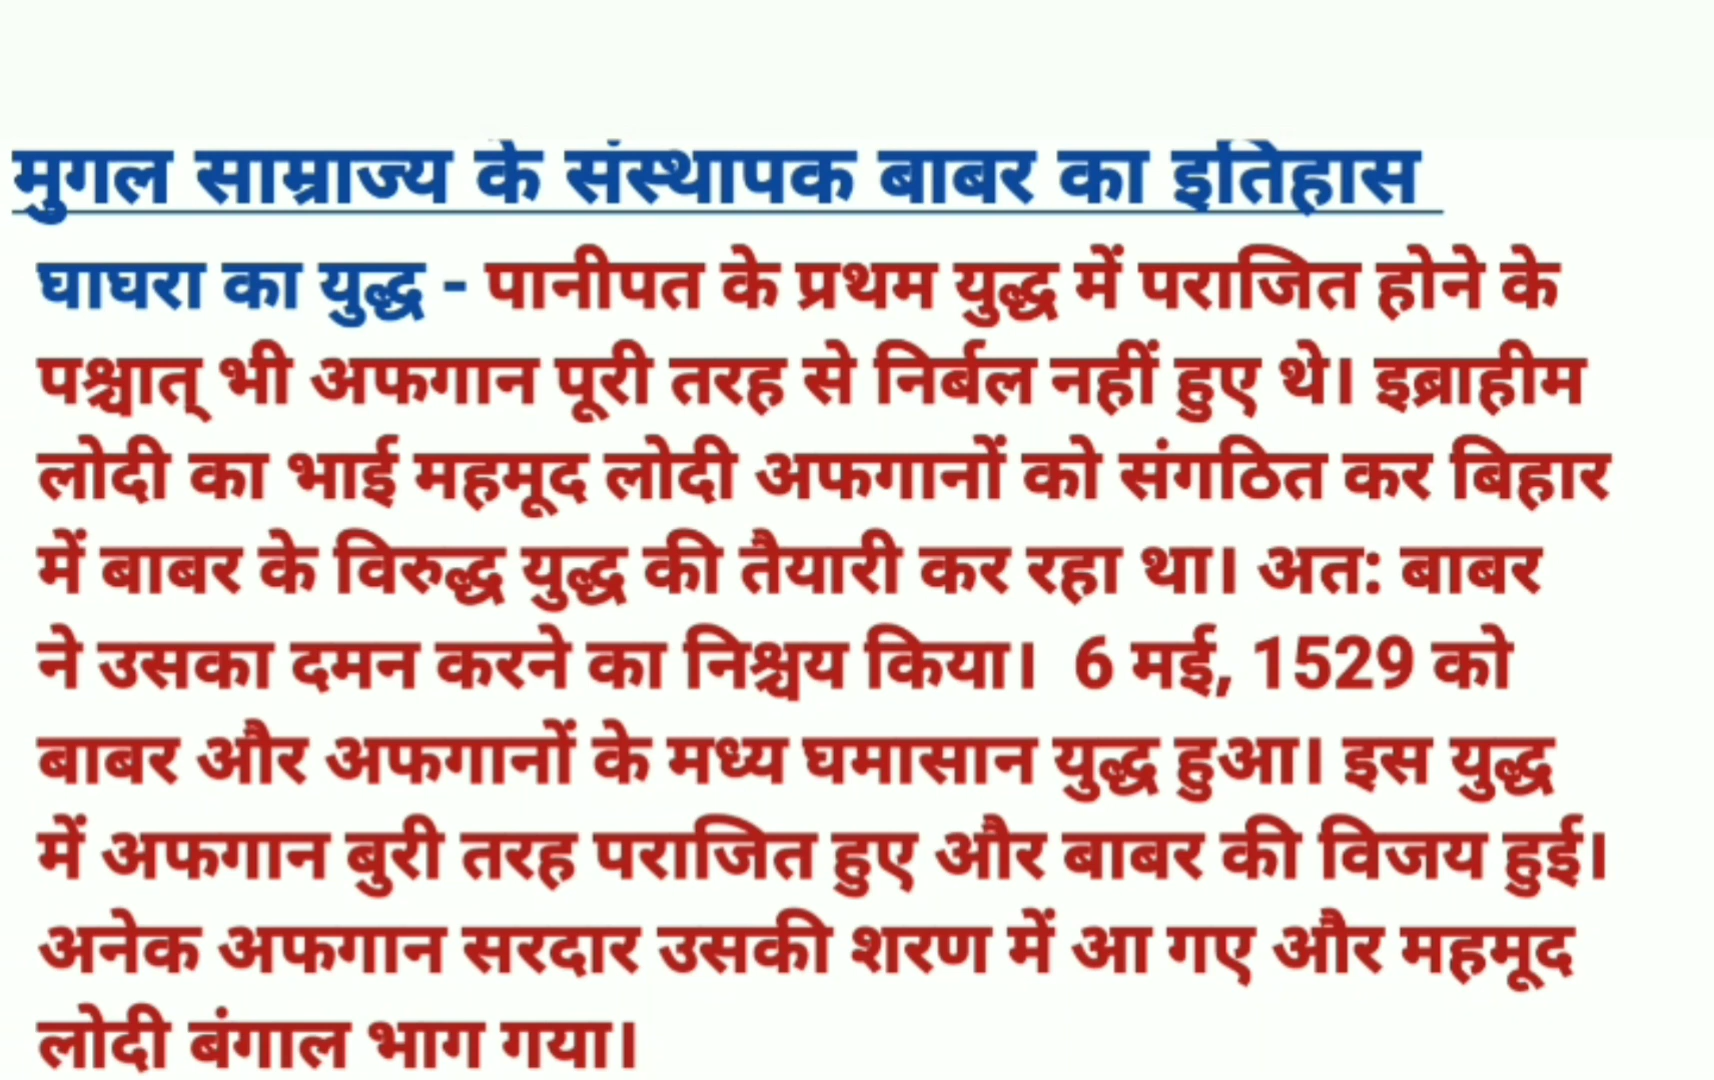 मुगल साम्राज्य के संस्थापक बाबर का इतिहास
घाघरा का युद्ध - पानीपत के प्रथम युद्ध में पराजित होने के
पश्चात् भी अफगान पूरी तरह से निर्बल नहीं हुए थे। इब्राहीम
लोदी का भाई महमूद लोदी अफगानों को संगठित कर बिहार
में बाबर के विरुद्ध युद्ध की तैयारी कर रहा था। अत: बाबर
ने उसका दमन करने का निश्चय किया। 6 मई, 1529 को
बाबर और अफगानों के मध्य घमासान युद्ध हुआ। इस युद्ध
में अफगान बुरी तरह पराजित हुए और बाबर की विजय हुई।
अनेक अफगान सरदार उसकी शरण में आ गए और महमूद
लोदी बंगाल भाग गया।